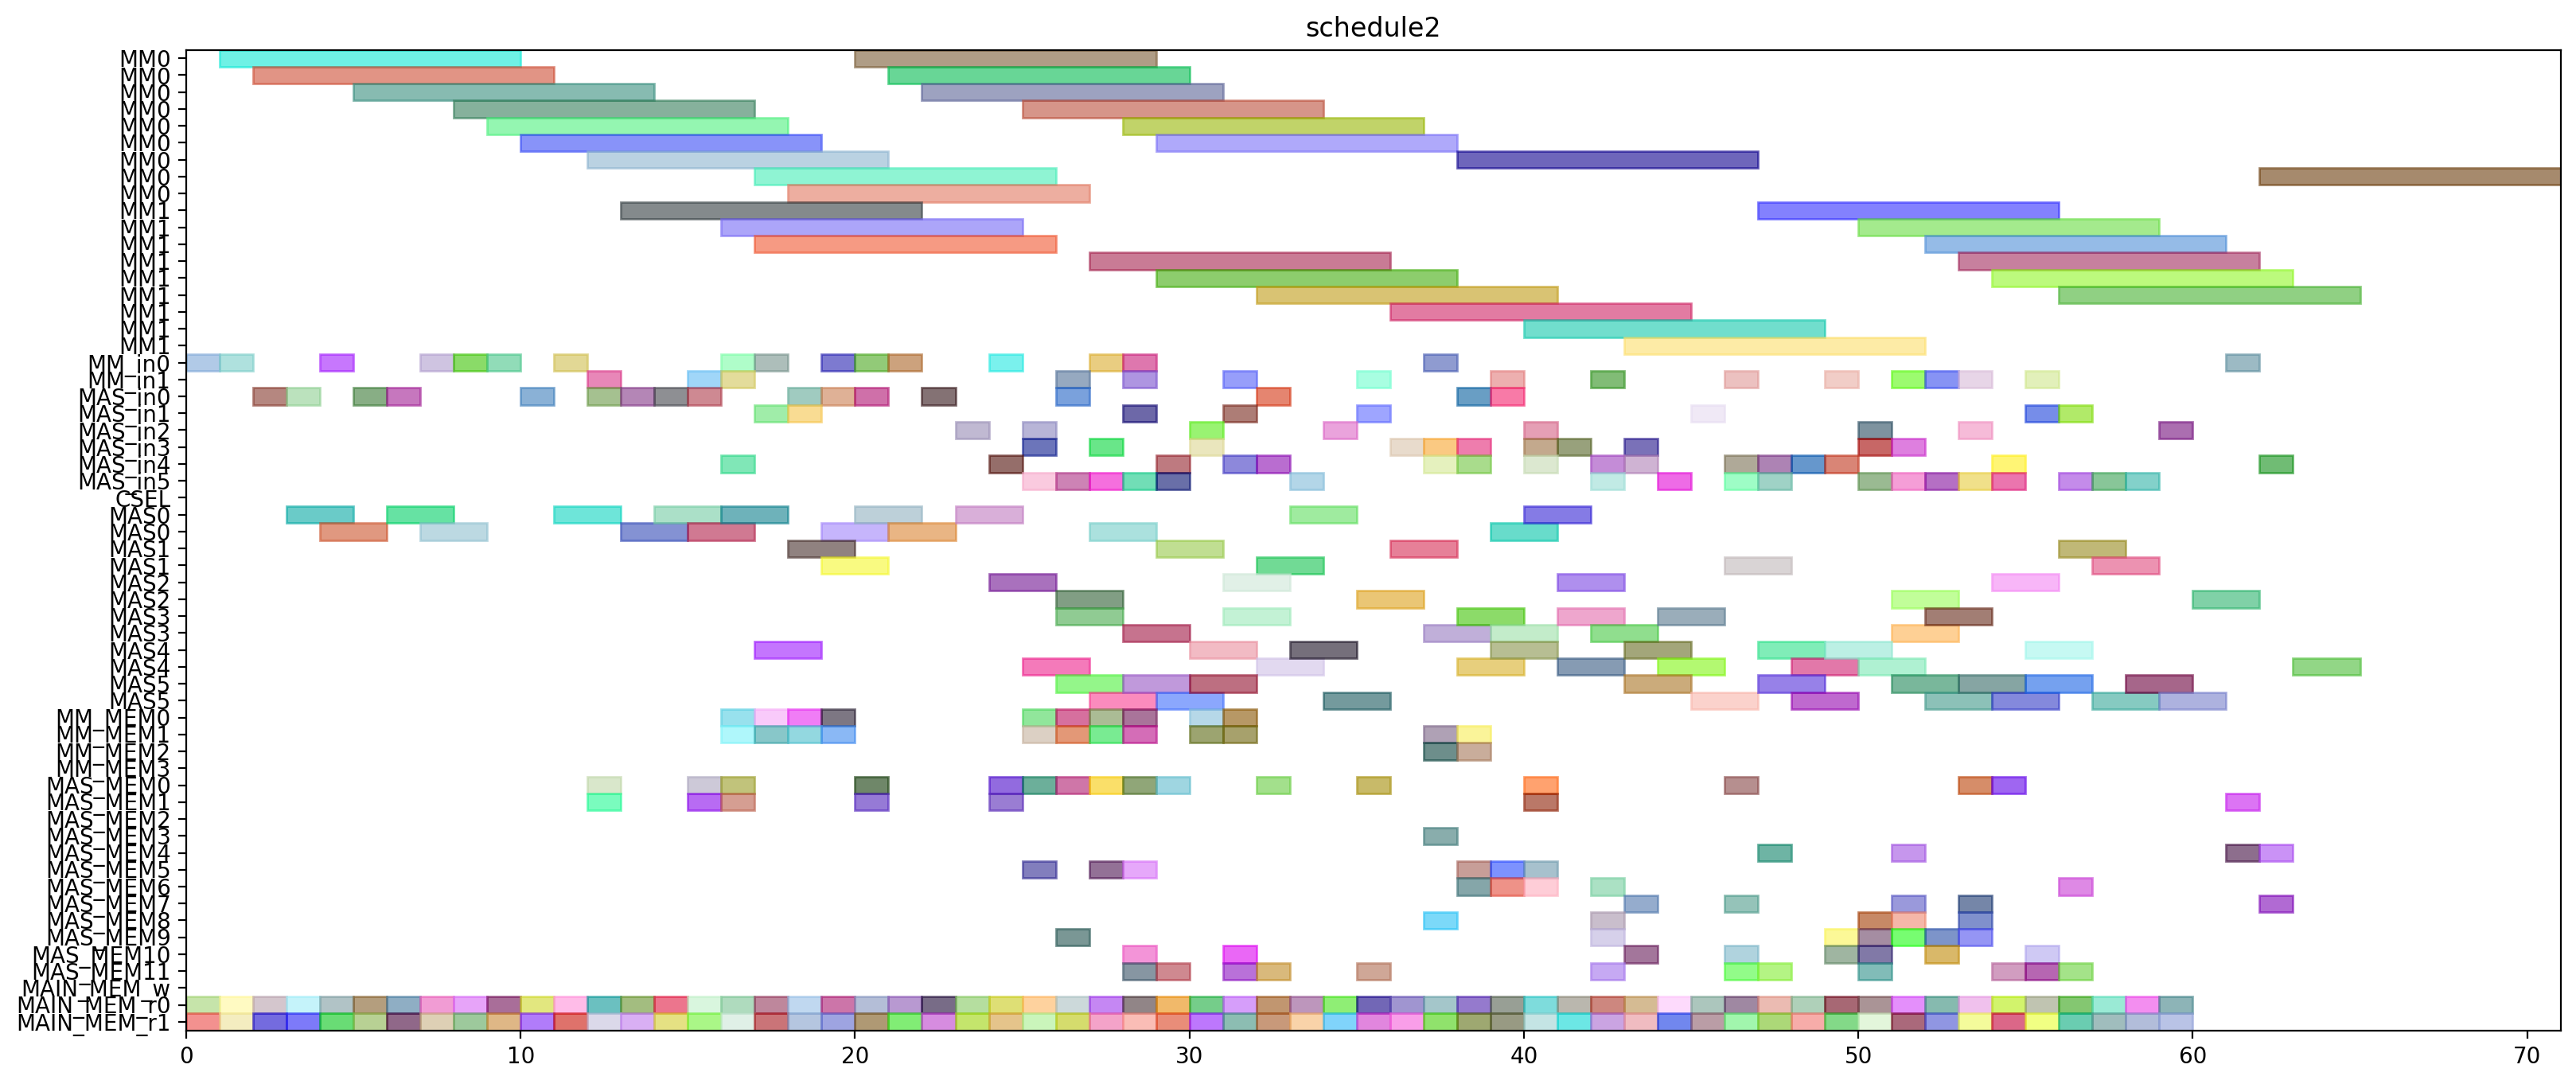 schedule2
MM0
MM0
MM0
MM0
MM0
MM0
MM0
MM0
MM0
MM1
MM1
MM1
MM1
MM1
MM1
MM1
MM1
MM1
MM_in0
MM_in1
MAS_in0
MAS_in1
MAS_in2
MAS_in3
MAS_in4
MAS_in5
CSEL
MAS0
MAS0
MAS1
MAS1
MAS2
MAS2
MAS3
MAS3
MAS4
MAS4
MAS5
MAS5
MM_MEM0
MM_MEM1
MM_MEM2
MM_MEM3
MAS_MEM0
MAS_MEM1
MAS_MEM2
MAS_MEM3
MAS_MEM4
MAS_MEM5
MAS_MEM6
MAS_MEM7
MAS_MEM8
MAS_MEM9
MAS_MEM10
MAS_MEM11
MAIN_MEM_w
MAIN_MEM_r0
MAIN_MEM_r1
0 10 20 30 40 50 60 70